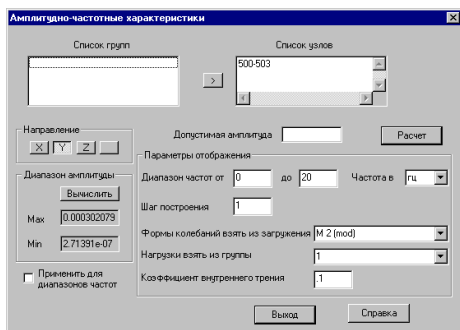 Амплитудно-частотные характеристики
Список групп
Список узлов
500-503
>
Направление
X Y Z
Допустимая амплитуда
Расчет
Параметры отображения
Диапазон частот от 0 до 20 Частота в гц
Шаг построения 1
Формы колебаний взять из загружения M 2 (mod)
Нагрузки взять из группы 1
Коэффициент внутреннего трения .1
Диапазон амплитуды
Вычислить
Max 0.000302079
Min 2.71391e-07
Применить для
диапазонов частот
Выход
Справка